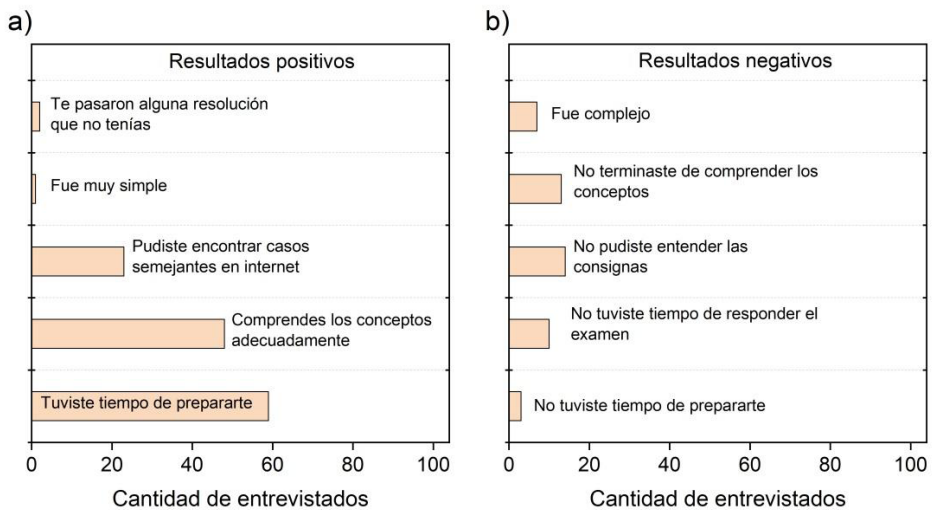 a)
Resultados positivos
Te pasaron alguna resolución
que no tenías
Fue muy simple
Pudiste encontrar casos
semejantes en internet
Comprendes los conceptos
adecuadamente
Tuviste tiempo de prepararte
0 20 40 60 80 100
Cantidad de entrevistados
b)
Resultados negativos
Fue complejo
No terminaste de comprender los
conceptos
No pudiste entender las
consignas
No tuviste tiempo de responder el
examen
No tuviste tiempo de prepararte
0 20 40 60 80 100
Cantidad de entrevistados